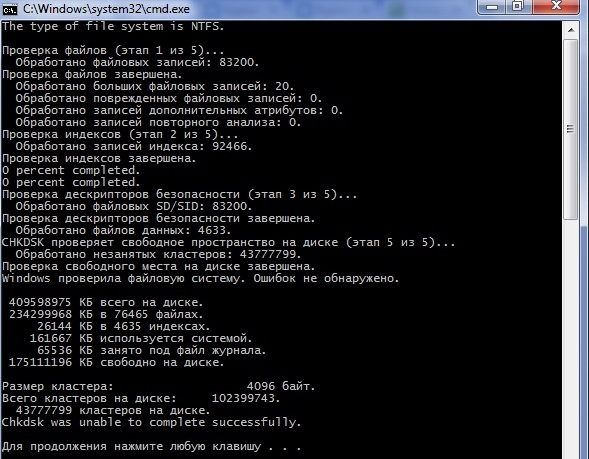 C:\Windows\system32\cmd.exe
The type of file system is NTFS.
Проверка файлов (этап 1 из 5)...
Обработано файловых записей: 83200.
Проверка файлов завершена.
Обработано больших файловых записей: 20.
Обработано поврежденных файловых записей: 0.
Обработано записей дополнительных атрибутов: 0.
Обработано записей повторного анализа: 0.
Проверка индексов (этап 2 из 5)...
Обработано записей индекса: 92466.
Проверка индексов завершена.
0 percent completed.
0 percent completed.
Проверка дескрипторов безопасности (этап 3 из 5)...
Обработано файловых SD/SID: 83200.
Проверка дескрипторов безопасности завершена.
Обработано файлов данных: 4633.
CHKDSK проверяет свободное пространство на диске (этап 5 из 5)...
Обработано незанятых кластеров: 43777799.
Проверка свободного места на диске завершена.
Windows проверила файловую систему. Ошибок не обнаружено.
409598975 КБ всего на диске.
234299968 КБ в 76465 файлах.
26144 КБ в 4635 индексах.
161667 КБ используется системой.
65536 КБ занято под файл журнала.
175111196 КБ свободно на диске.
Размер кластера: 4096 байт.
Всего кластеров на диске: 102399743.
43777799 кластеров на диске.
Chkdsk was unable to complete successfully.
Для продолжения нажмите любую клавишу . . .